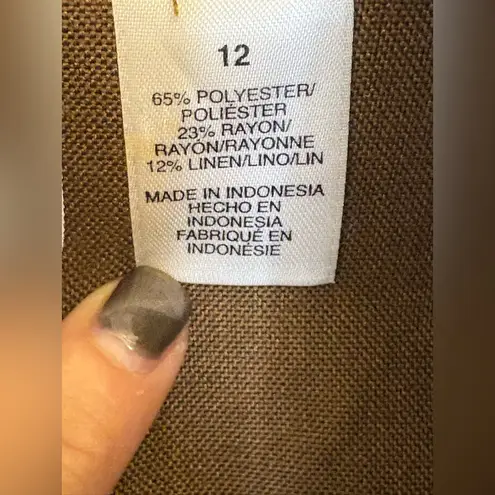 12
65% POLYESTER/
POLIÉSTER
23% RAYON/
RAYÓN/RAYONNE
12% LINEN/LINO/LIN
MADE IN INDONESIA
HECHO EN
INDONESIA
FABRIQUÉ EN
INDONÉSIE